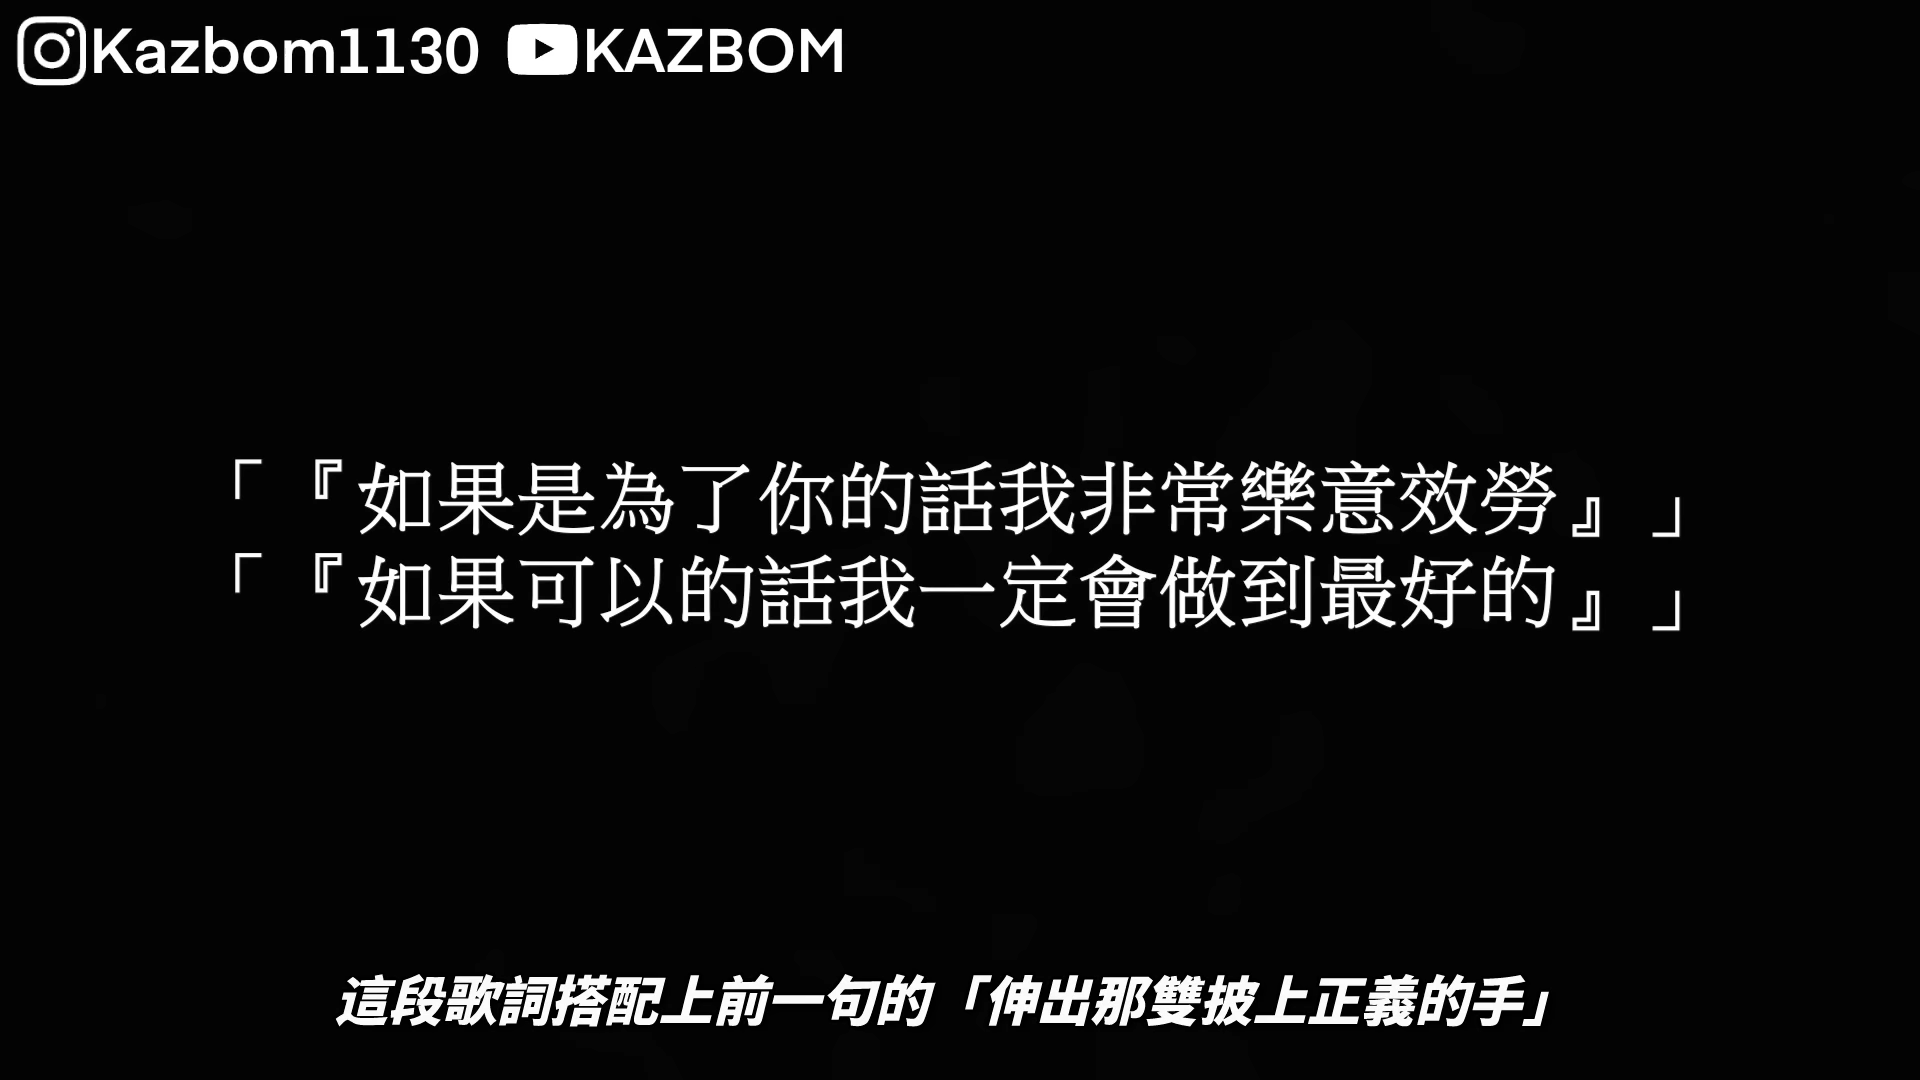 Kazbom1130 KAZBOM
「『如果是為了你的話我非常樂意效勞』」
「『如果可以的話我一定會做到最好的』」
這段歌詞搭配上前一句的「伸出那雙披上正義的手」